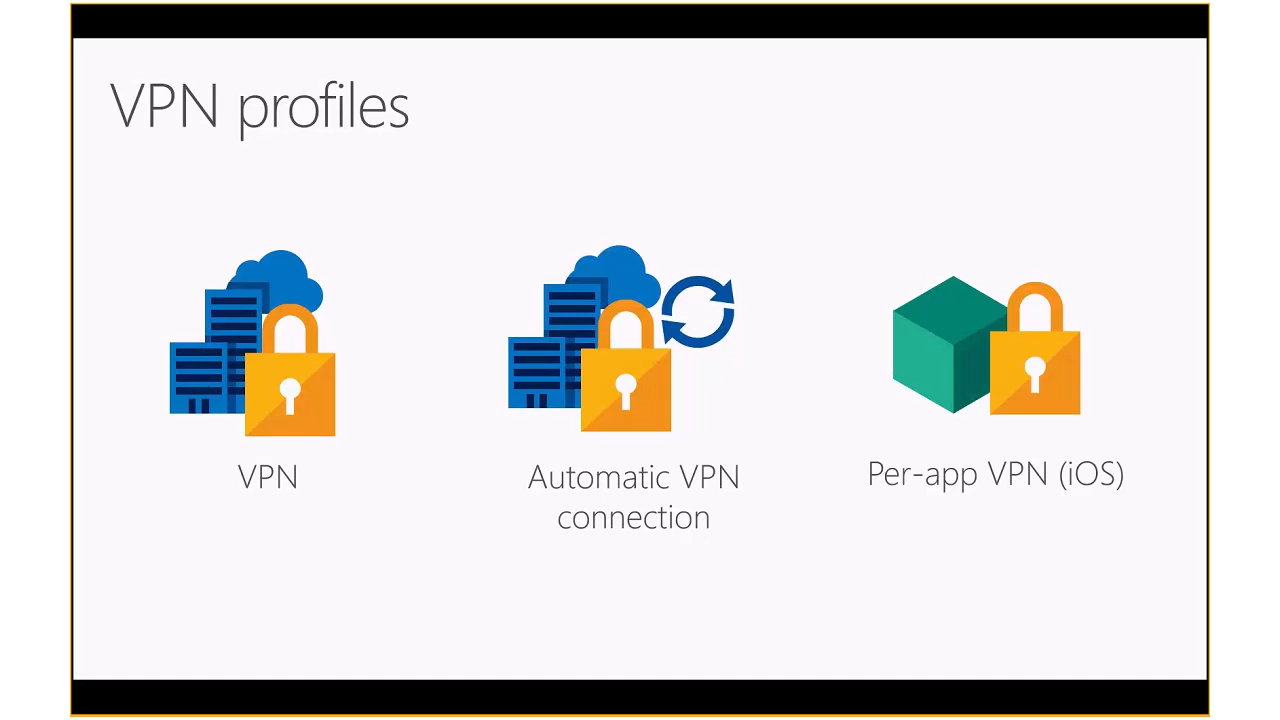 VPN profiles
VPN
Automatic VPN
connection
Per-app VPN (iOS)